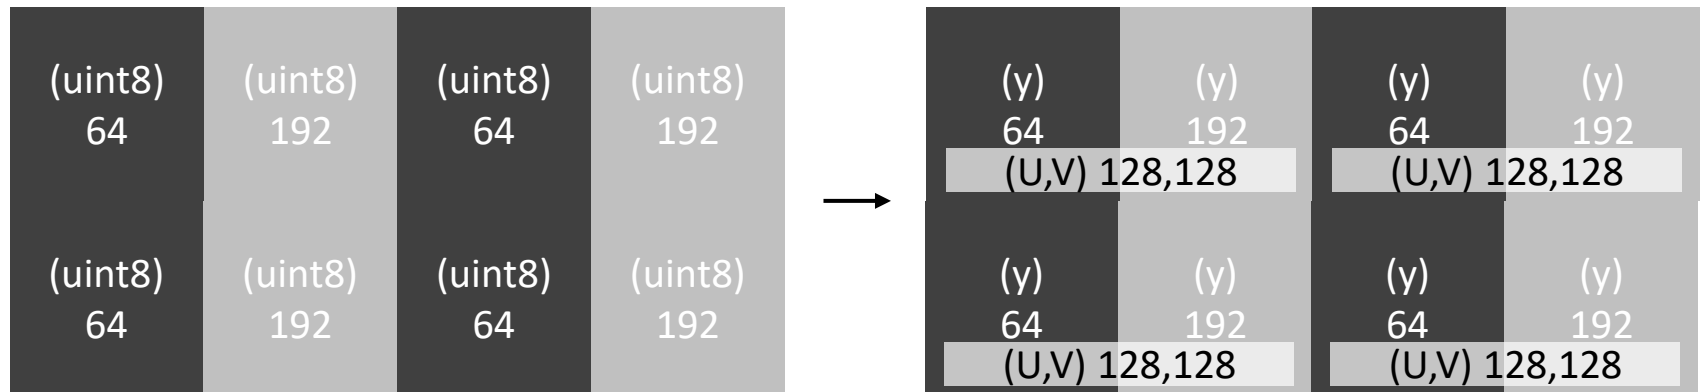 (uint8) (uint8) (uint8) (uint8) (y) (y) (y) (y)
64 192 64 192 64 192 64 192
(U,V) 128,128 (U,V) 128,128
(uint8) (uint8) (uint8) (uint8) (y) (y) (y) (y)
64 192 64 192 64 192 64 192
(U,V) 128,128 (U,V) 128,128